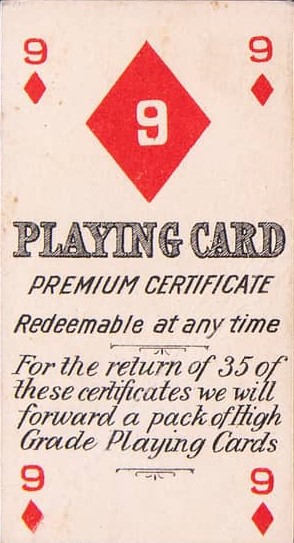 9 9
9
PLAYING CARD
PREMIUM CERTIFICATE
Redeemable at any time
For the return of 35 of
these certificates we will
forward a pack of High
Grade Playing Cards
9 9